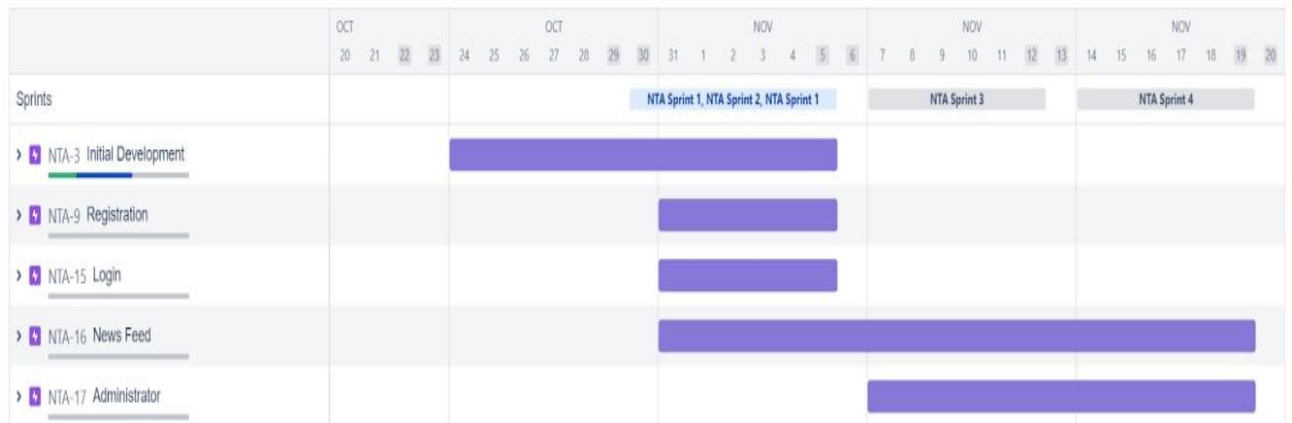 OCT OCT NOV NOV NOV
20 21 22 23 24 25 26 27 28 29 30 31 1 2 3 4 5 6 7 8 9 10 11 12 13 14 15 16 17 18 19 20
Sprints NTA Sprint 1, NTA Sprint 2, NTA Sprint 1 NTA Sprint 3 NTA Sprint 4
NTA-3 Initial Development
NTA-9 Registration
NTA-15 Login
NTA-16 News Feed
NTA-17 Administrator